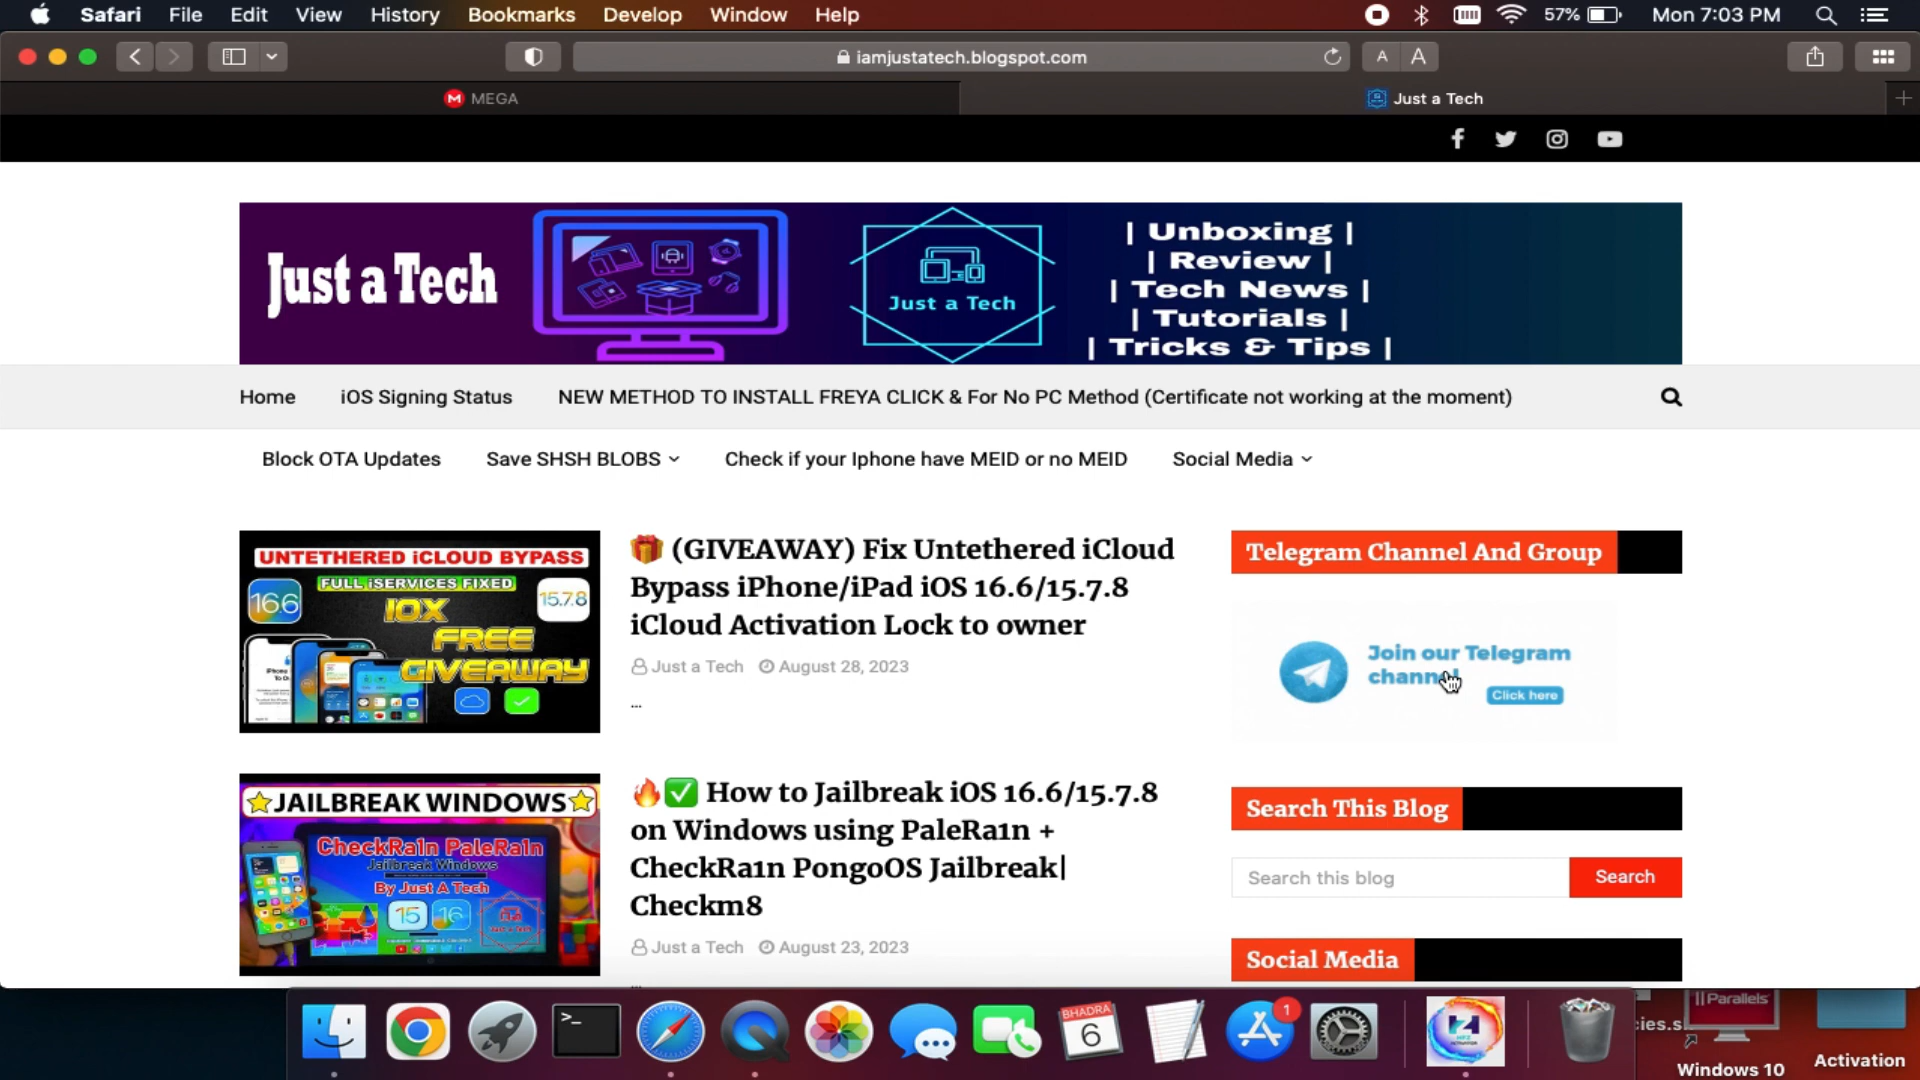 Safari File Edit View History Bookmarks Develop Window Help 57% Mon 7:03 PM
iamjustatech.blogspot.com A A
MEGA Just a Tech
Just a Tech
Just a Tech
| Unboxing |
| Review |
| Tech News |
| Tutorials |
| Tricks & Tips |
Home iOS Signing Status NEW METHOD TO INSTALL FREYA CLICK & For No PC Method (Certificate not working at the moment)
Block OTA Updates Save SHSH BLOBS Check if your Iphone have MEID or no MEID Social Media
UNTETHERED iCLOUD BYPASS
FULL iSERVICES FIXED
16.6 10X 15.7.8
FREE
GIVEAWAY
🎁 (GIVEAWAY) Fix Untethered iCloud
Bypass iPhone/iPad iOS 16.6/15.7.8
iCloud Activation Lock to owner
Just a Tech August 28, 2023
...
Telegram Channel And Group
Join our Telegram
channel
Click here
JAILBREAK WINDOWS
CheckRa1n PaleRa1n
Jailbreak Windows
By Just A Tech
15 16
🔥✅ How to Jailbreak iOS 16.6/15.7.8
on Windows using PaleRa1n +
CheckRa1n PongoOS Jailbreak|
Checkm8
Just a Tech August 23, 2023
Search This Blog
Search this blog Search
Social Media
>_
BHADRA
6
1
ies.s
Parallels
Windows 10
Activation